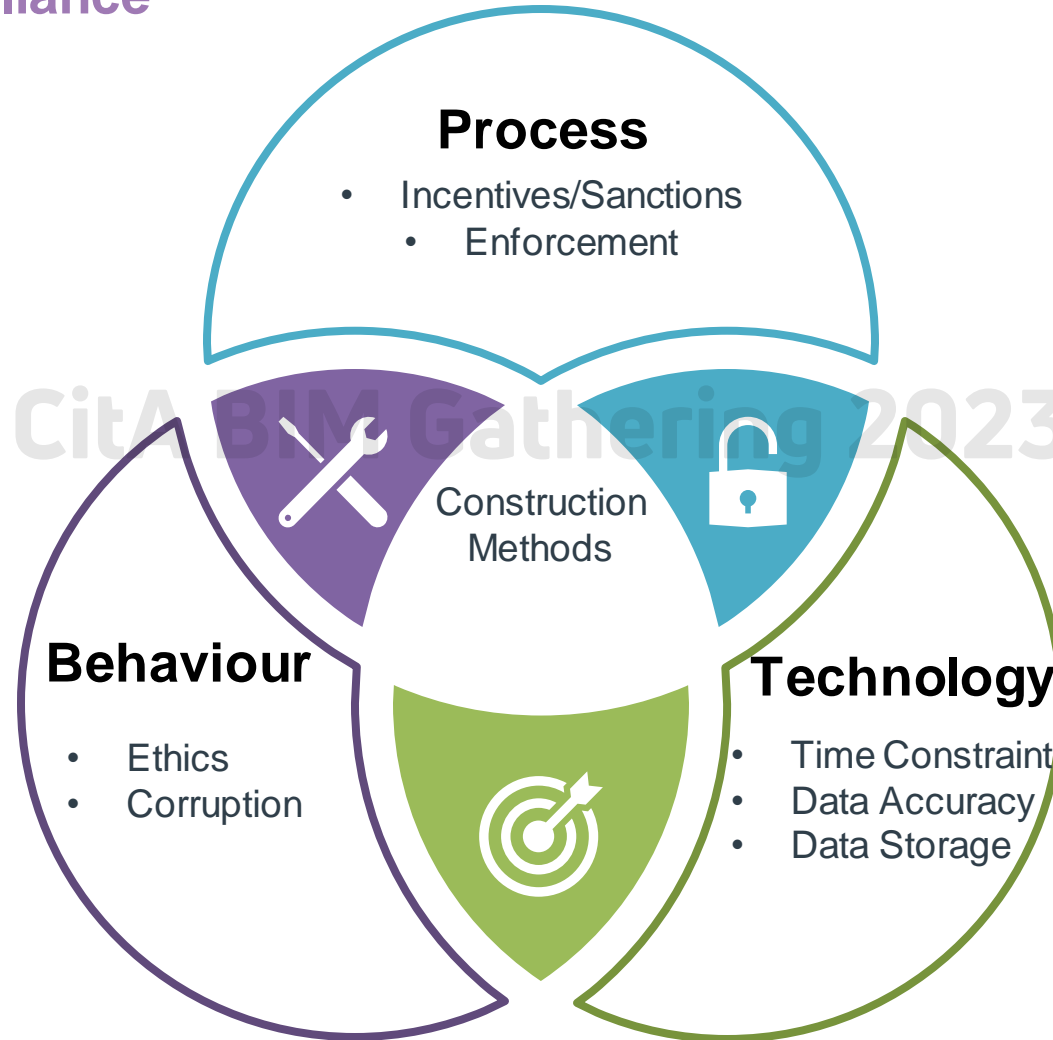 Process
• Incentives/Sanctions
• Enforcement
CitA BIM Gathering 2023
Construction
Methods
Behaviour
• Ethics
• Corruption
Technology
• Time Constraint
• Data Accuracy
• Data Storage